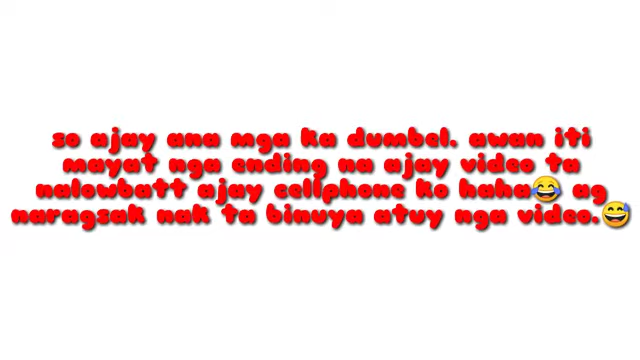 so ajay ana mga ka dumbel. awan iti
mayat nga ending na ajay video ta
nalowbatt ajay cellphone ko haha😂 ag
naragsak nak ta binuya atuy nga video.😅